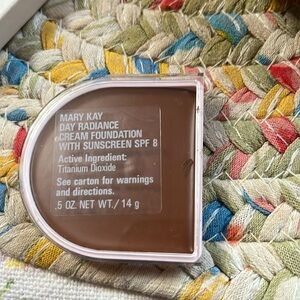 MARY KAY
DAY RADIANCE
CREAM FOUNDATION
WITH SUNSCREEN SPF 8
Active Ingredient:
Titanium Dioxide
See carton for warnings
and directions.
.5 OZ. NET WT./14 g